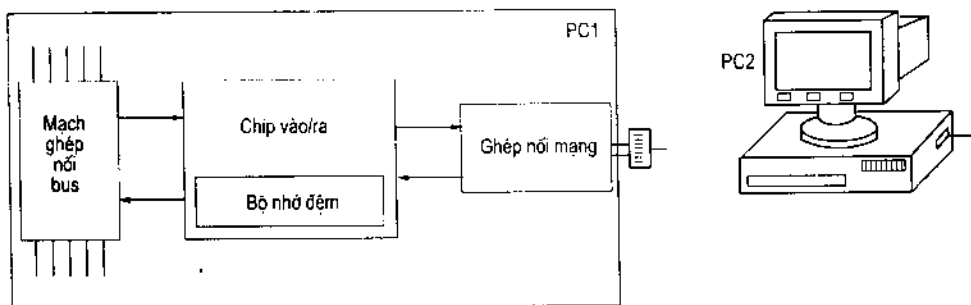 PC1
Mạch
ghép
nối
bus
Chip vào/ra
Bộ nhớ đệm
Ghép nối mạng
PC2